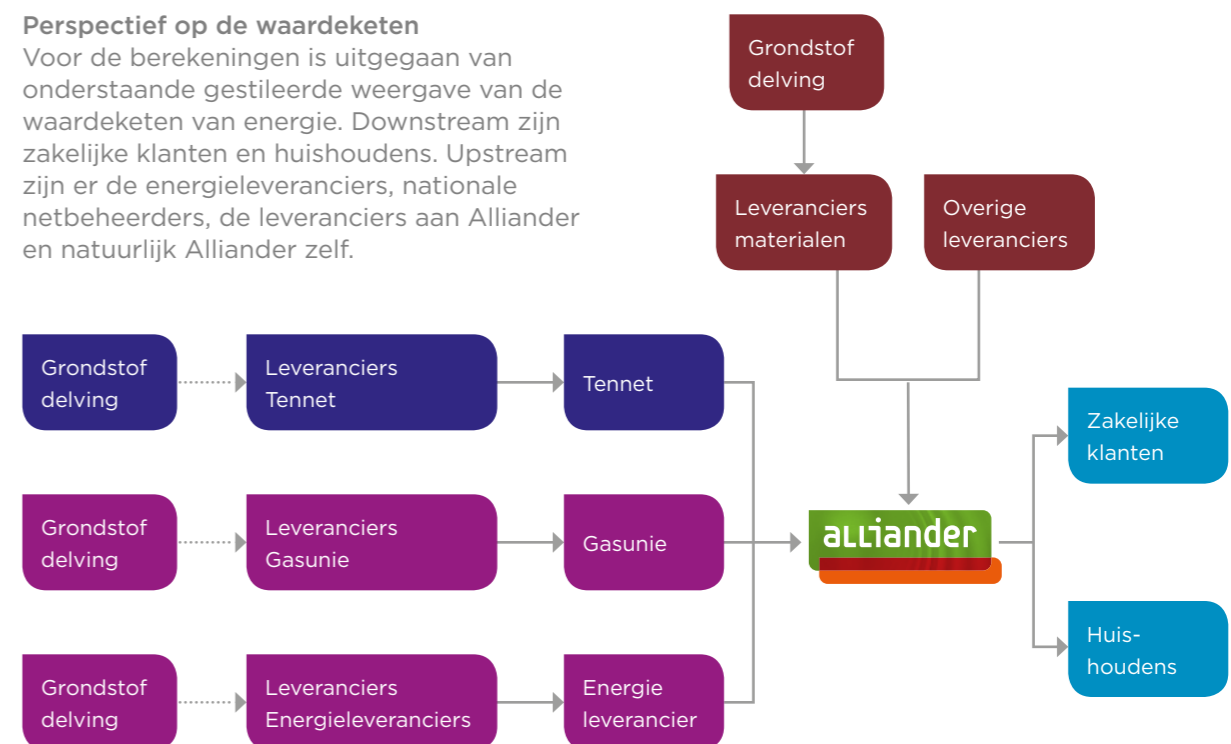 Perspectief op de waardeketen
Voor de berekeningen is uitgegaan van
onderstaande gestileerde weergave van de
waardeketen van energie. Downstream zijn
zakelijke klanten en huishoudens. Upstream
zijn er de energieleveranciers, nationale
netbeheerders, de leveranciers aan Alliander
en natuurlijk Alliander zelf.
Grondstof
delving
Leveranciers
materialen
Overige
leveranciers
Grondstof
delving
Leveranciers
Tennet
Tennet
Grondstof
delving
Leveranciers
Gasunie
Gasunie
Grondstof
delving
Leveranciers
Energieleveranciers
Energie
leverancier
alliander
Zakelijke
klanten
Huis-
houdens